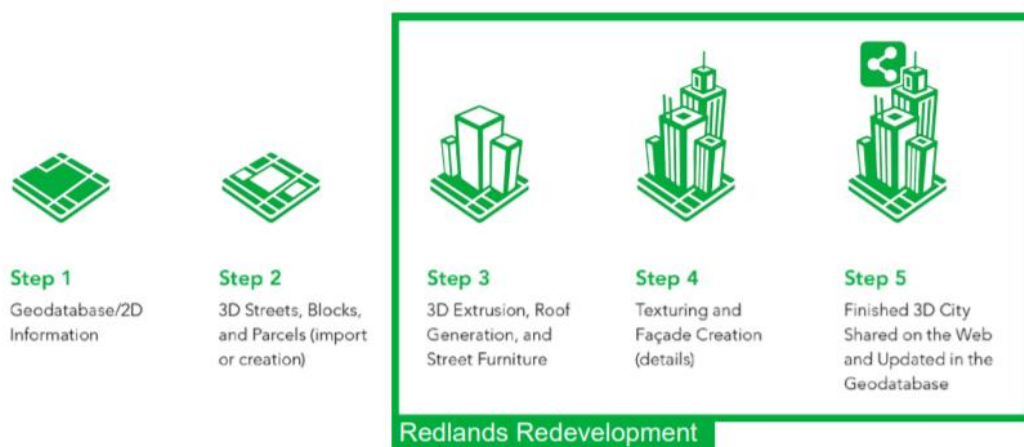 Step 1
Geodatabase/2D
Information
Step 2
3D Streets, Blocks,
and Parcels (import
or creation)
Step 3
3D Extrusion, Roof
Generation, and
Street Furniture
Step 4
Texturing and
Façade Creation
(details)
Step 5
Finished 3D City
Shared on the Web
and Updated in the
Geodatabase
Redlands Redevelopment